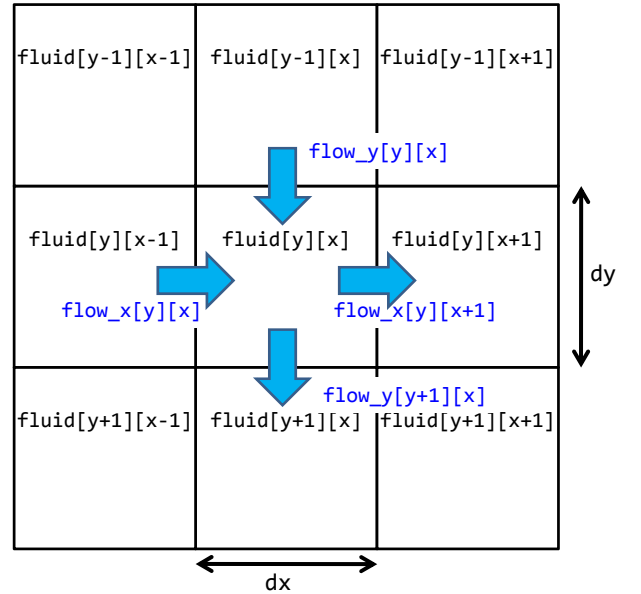 fluid[y-1][x-1] fluid[y-1][x] fluid[y-1][x+1]
flow_y[y][x]
fluid[y][x-1] fluid[y][x] fluid[y][x+1]
dy
flow_x[y][x] flow_x[y][x+1]
flow_y[y+1][x]
fluid[y+1][x-1] fluid[y+1][x] fluid[y+1][x+1]
dx